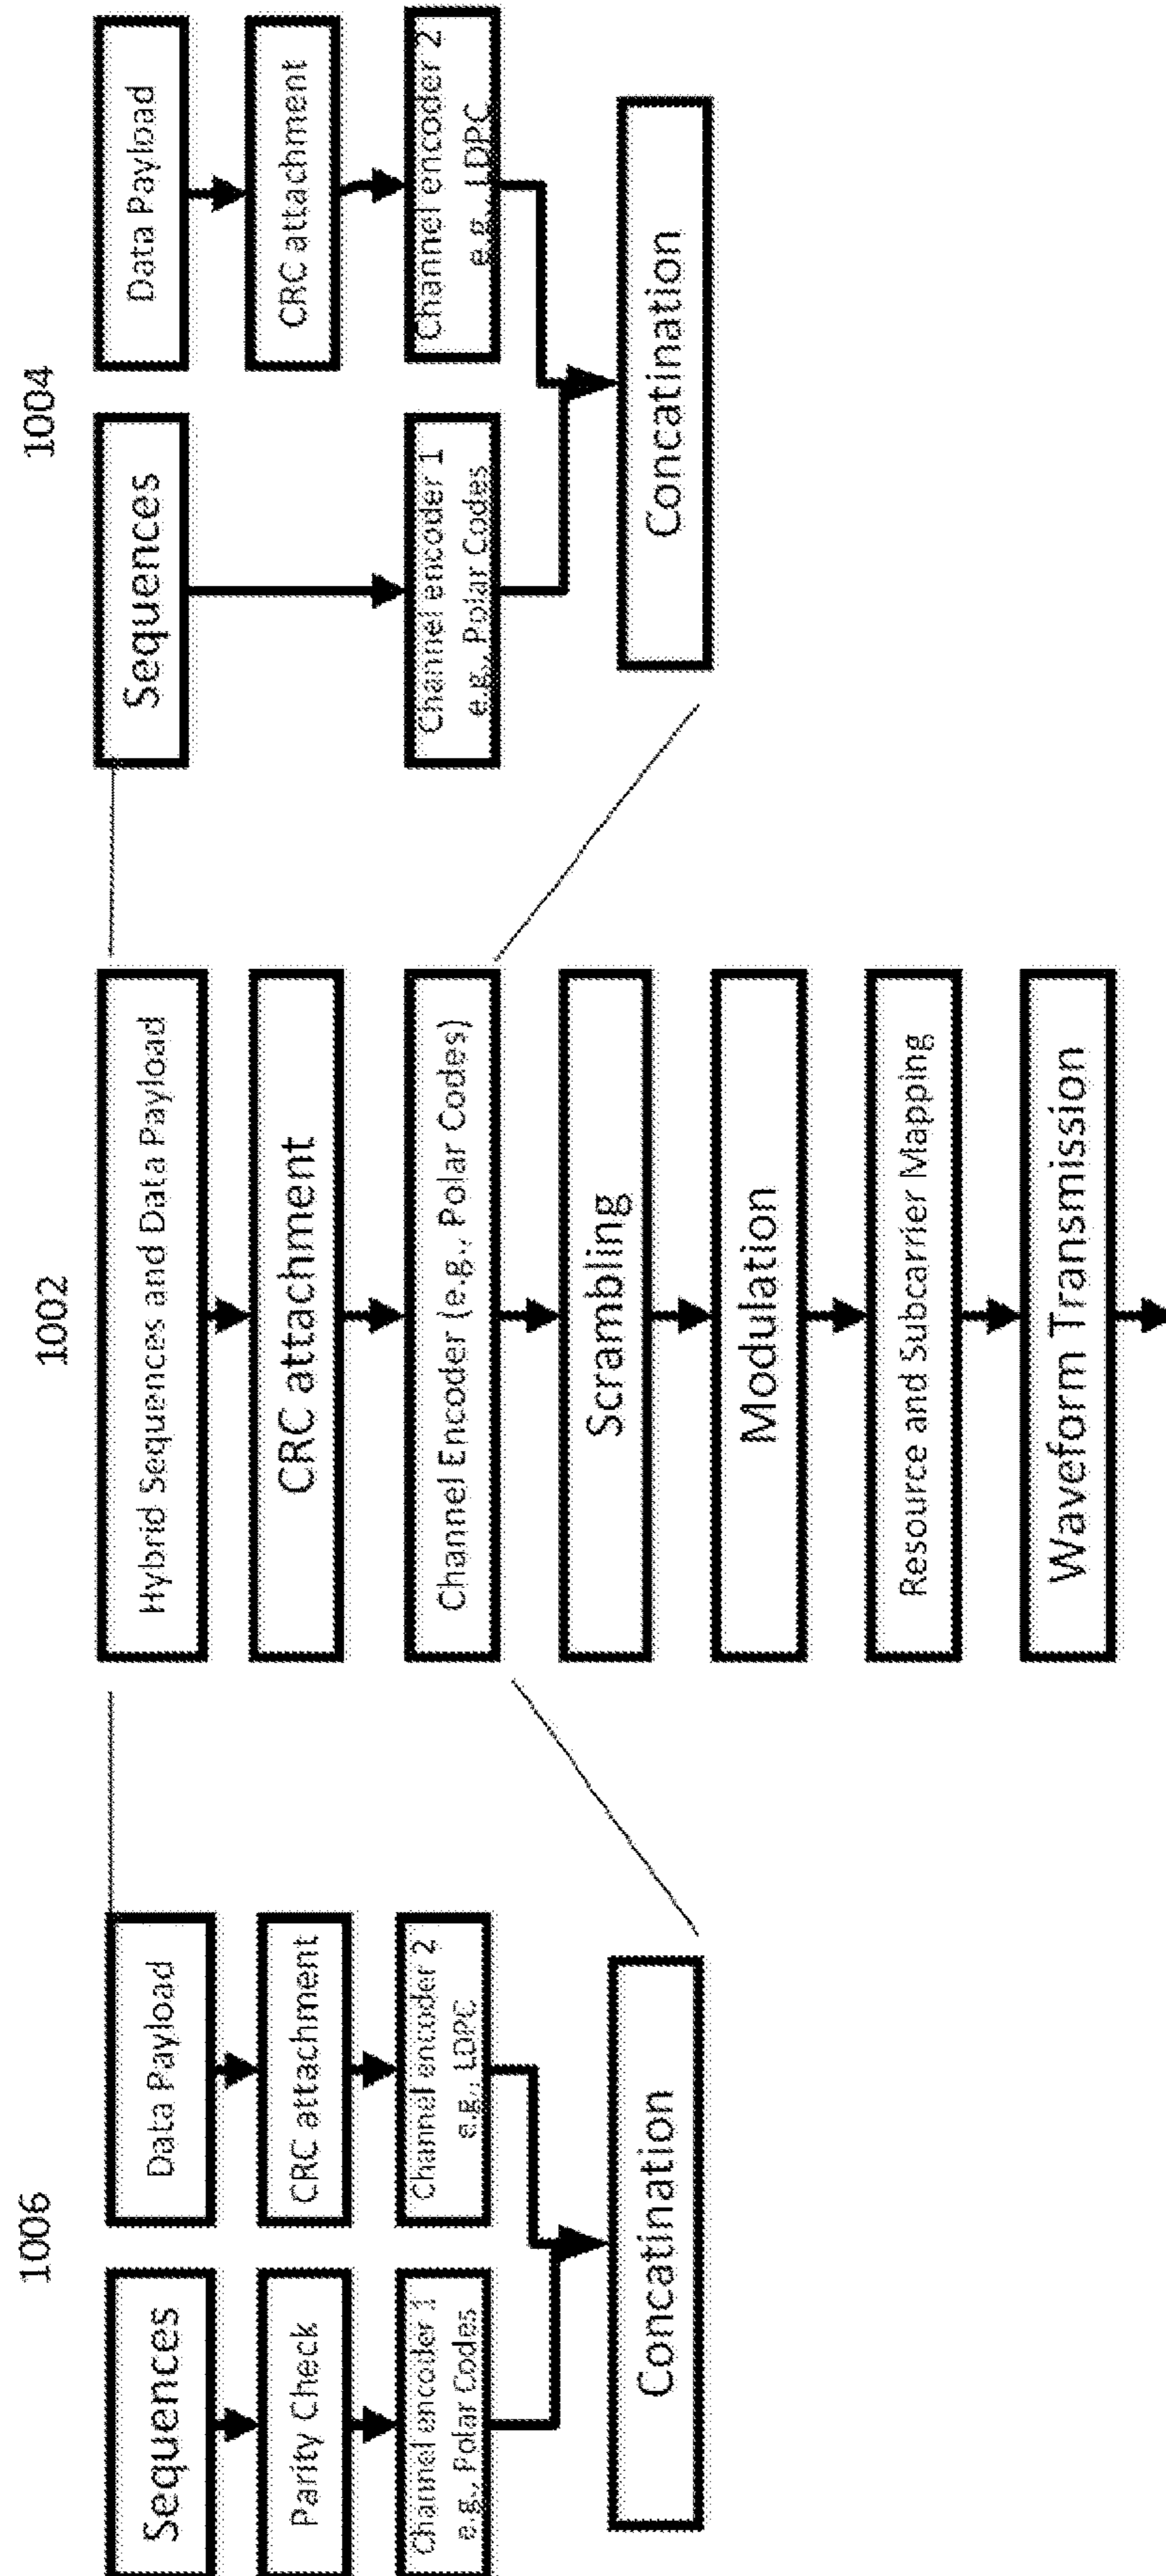 1006
Sequences
Parity Check
Channel encoder 1
e.g., Polar Codes
Data Payload
CRC attachment
Channel encoder 2
e.g., LDPC
Concatination
1002
Hybrid Sequences and Data Payload
CRC attachment
Channel Encoder (e.g., Polar Codes)
Scrambling
Modulation
Resource and Subcarrier Mapping
Waveform Transmission
1004
Sequences
Channel encoder 1
e.g., Polar Codes
Data Payload
CRC attachment
Channel encoder 2
e.g., LDPC
Concatination